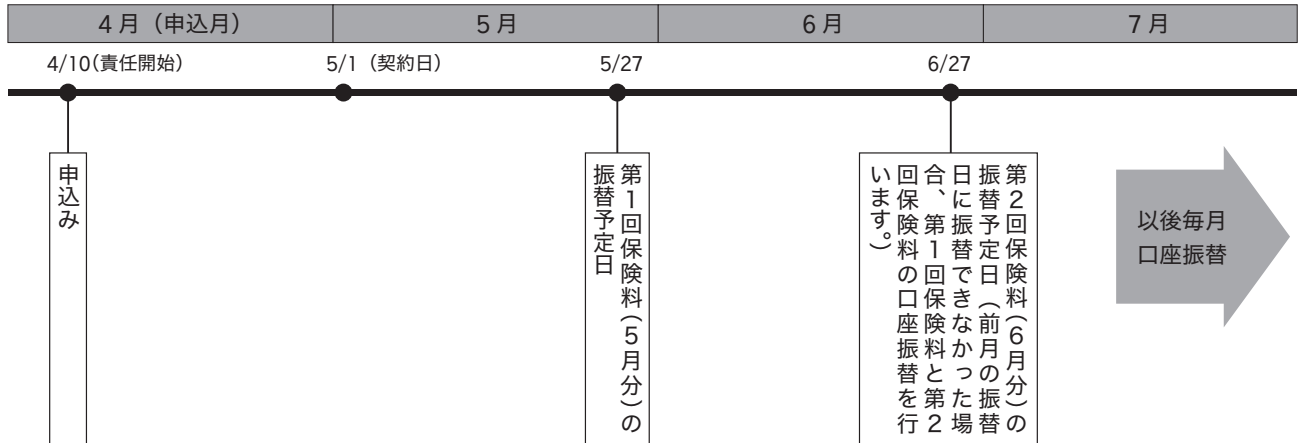 4月（申込月）
5月
6月
7月
4/10(責任開始)
5/1（契約日）
5/27
6/27
申込み
第1回保険料(5月分)の
振替予定日
第2回保険料(6月分)の
振替予定日（前月の振替
日に振替できなかった場
合、第1回保険料と第2
回保険料の口座振替を行
います。）
以後毎月
口座振替